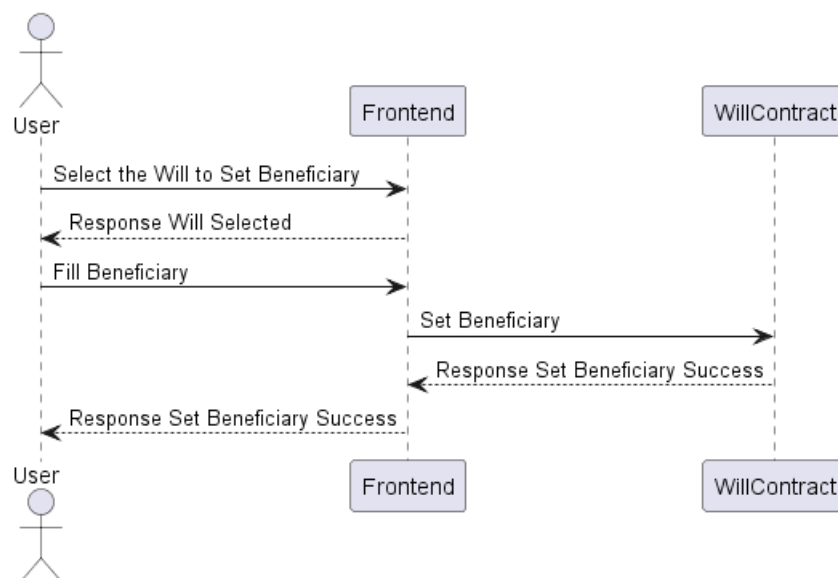 User
Frontend
WillContract
Select the Will to Set Beneficiary
Response Will Selected
Fill Beneficiary
Set Beneficiary
Response Set Beneficiary Success
Response Set Beneficiary Success
User
Frontend
WillContract